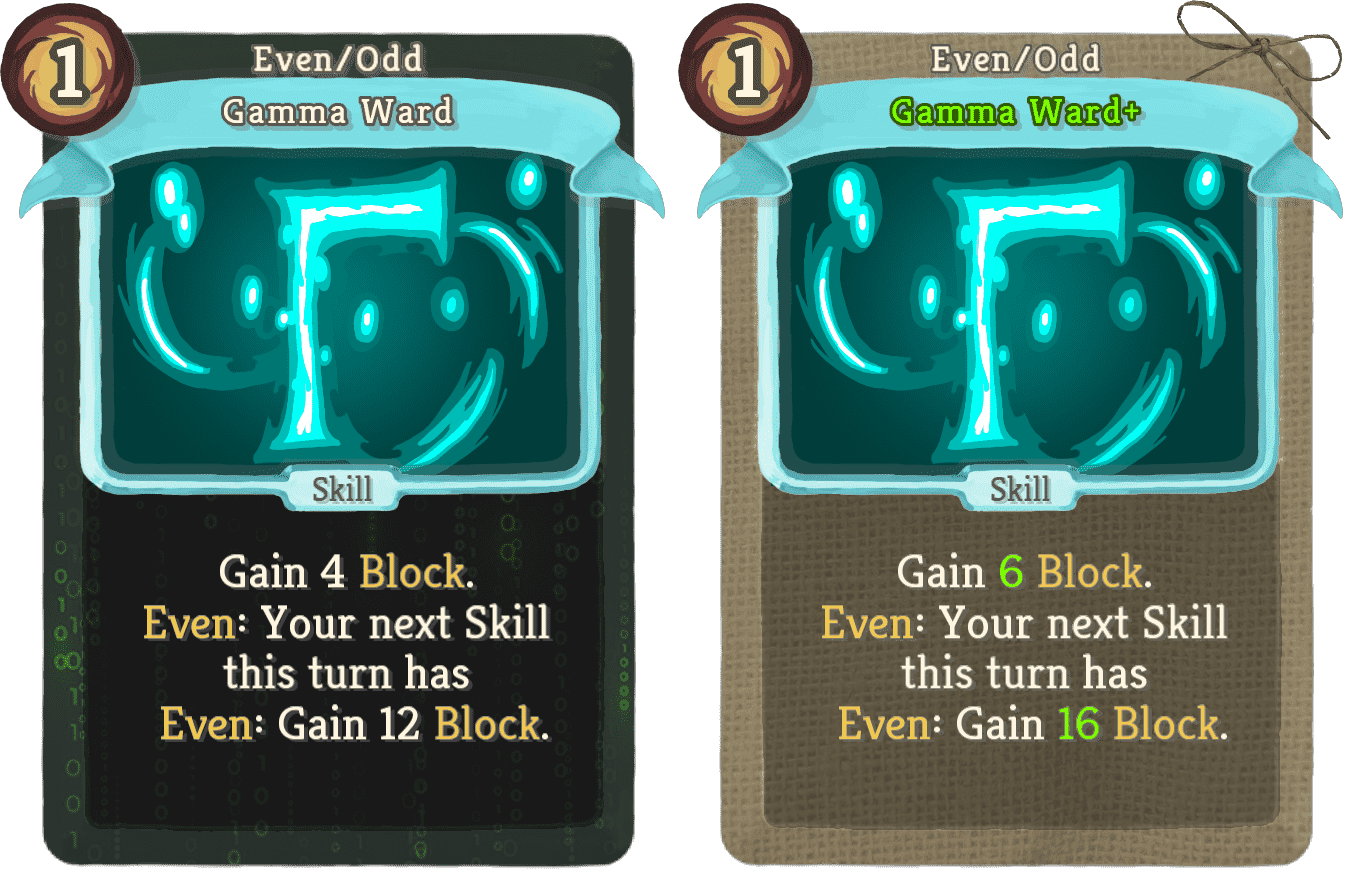 1
Even/Odd
Gamma Ward
Skill
Gain 4 Block.
Even: Your next Skill
this turn has
Even: Gain 12 Block.
1
Even/Odd
Gamma Ward+
Skill
Gain 6 Block.
Even: Your next Skill
this turn has
Even: Gain 16 Block.